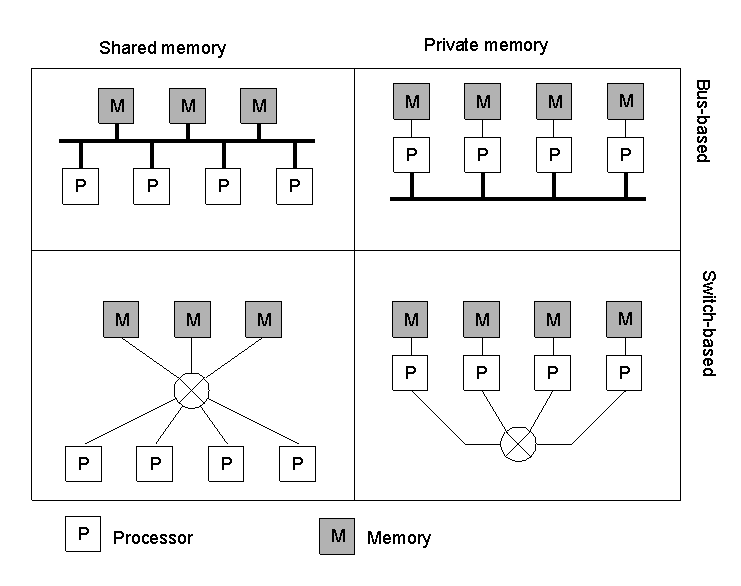 Shared memory
Private memory
M M M
P P P P
M M M M
P P P P
Bus-based
M M M
P P P P
M M M M
P P P P
Switch-based
P Processor
M Memory